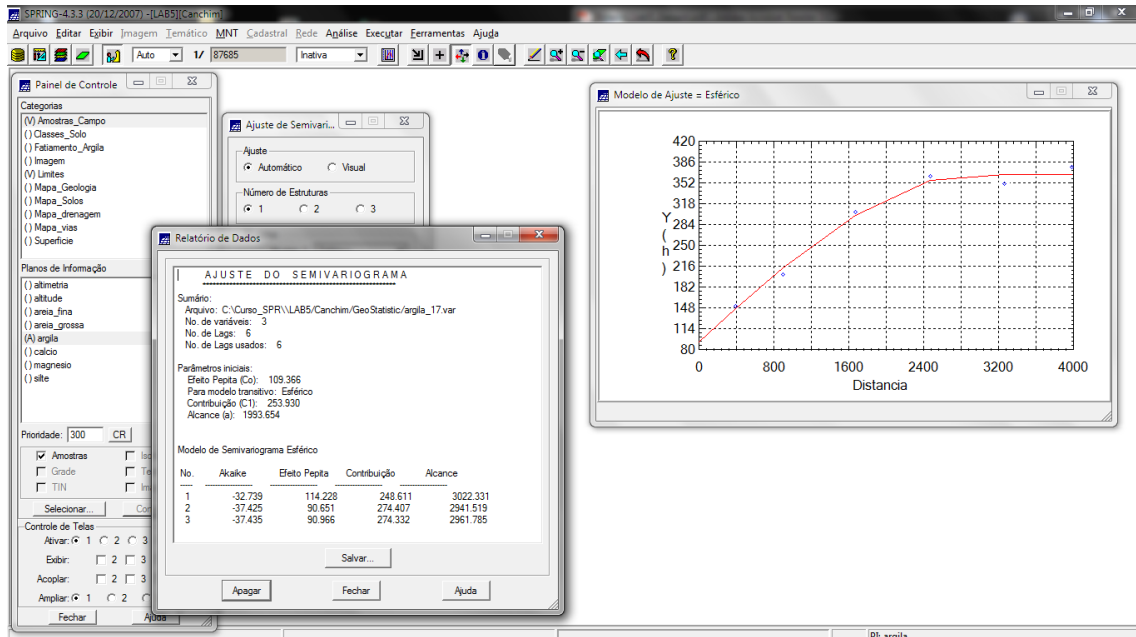 SPRING-4.3.3 (20/12/2007) -[LAB5][Canchim]
Arquivo Editar Exibir Imagem Temático MNT Cadastral Rede Análise Executar Ferramentas Ajuda
Auto 1/ 87685 Inativa
Painel de Controle
Categorias
(V) Amostras_Campo
( ) Classes_Solo
( ) Fatiamento_Argila
( ) Imagem
(V) Limites
( ) Mapa_Geologia
( ) Mapa_Solos
( ) Mapa_drenagem
( ) Mapa_vias
( ) Superficie
Planos de Informação
( ) altimetria
( ) altitude
( ) areia_fina
( ) areia_grossa
(A) argila
( ) calcio
( ) magnesio
( ) silte
Prioridade: 300 CR
Amostras
Grade
TIN
Selecionar...
Controle de Telas
Ativar: 1 2 3
Exibir: 2 3
Acoplar: 2 3
Ampliar: 1 2
Fechar Ajuda
Ajuste de Semivari...
Ajuste
Automático Visual
Número de Estruturas
1 2 3
Relatório de Dados
AJUSTE DO SEMIVARIOGRAMA
Sumário:
Arquivo: C:\Curso_SPR\\LAB5/Canchim/GeoStatistic/argila_17.var
No. de variáveis: 3
No. de Lags: 6
No. de Lags usados: 6
Parâmetros iniciais:
Efeito Pepita (Co): 109.366
Para modelo transitivo: Esférico
Contribuição (C1): 253.930
Alcance (a): 1993.654
Modelo de Semivariograma Esférico
No. Akaike Efeito Pepita Contribuição Alcance
1 -32.739 114.228 248.611 3022.331
2 -37.425 90.651 274.407 2941.519
3 -37.435 90.966 274.332 2961.785
Salvar...
Apagar Fechar Ajuda
Modelo de Ajuste = Esférico
420
386
352
318
284
250
216
182
148
114
80
Y(h)
0 800 1600 2400 3200 4000
Distancia
PI: argila